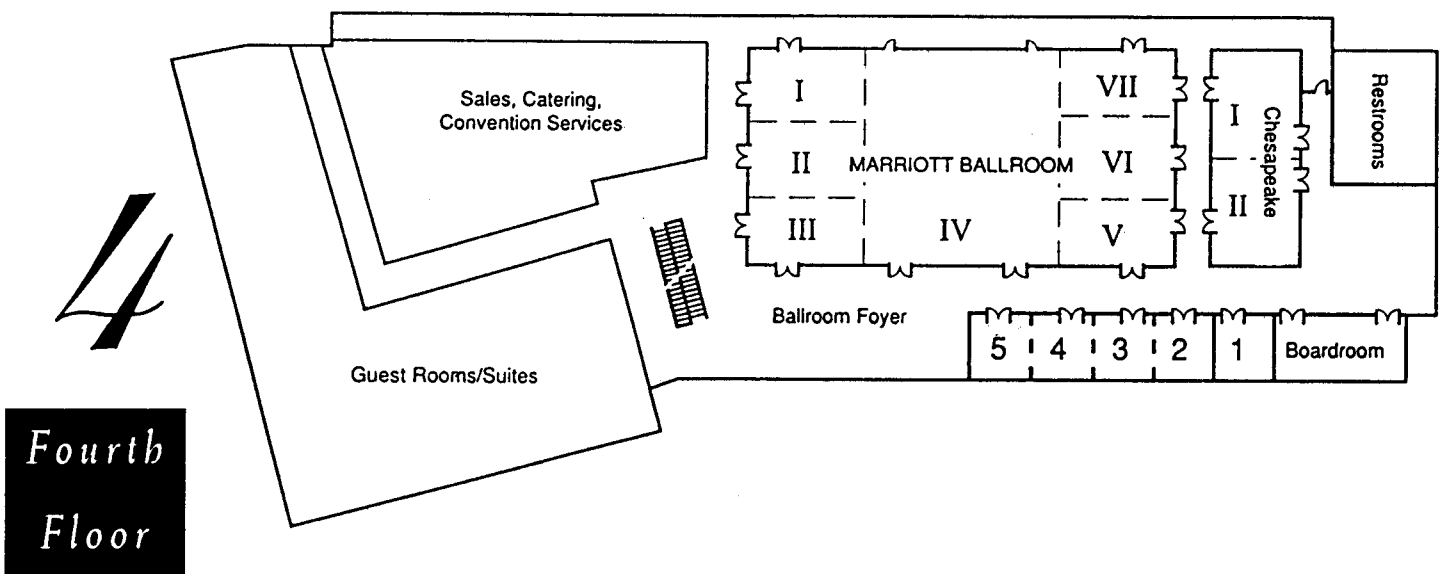 Sales, Catering,
Convention Services
I
II
III
MARRIOTT BALLROOM
IV
VII
VI
V
I
II
Chesapeake
Restrooms
4
Ballroom Foyer
5
4
3
2
1
Boardroom
Guest Rooms/Suites
Fourth
Floor